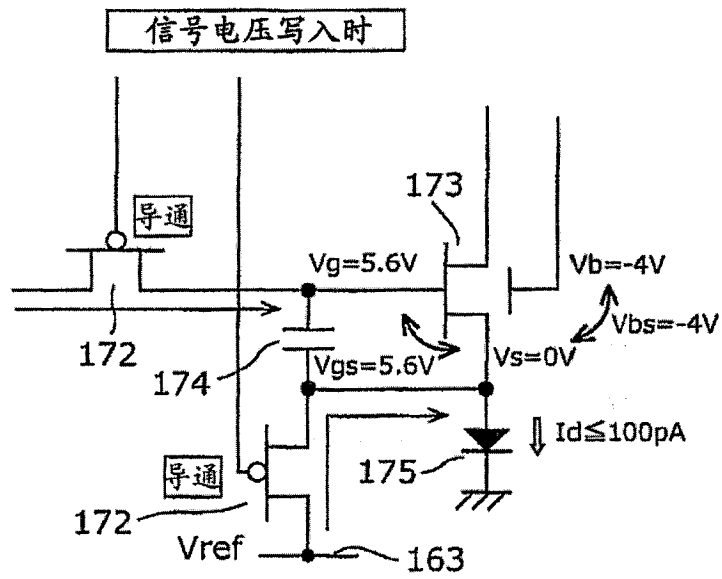 信号电压写入时
173
导通
Vg=5.6V
Vb=-4V
172
174
Vgs=5.6V
Vs=0V
Vbs=-4V
导通
172
175
Id≦100pA
Vref
163